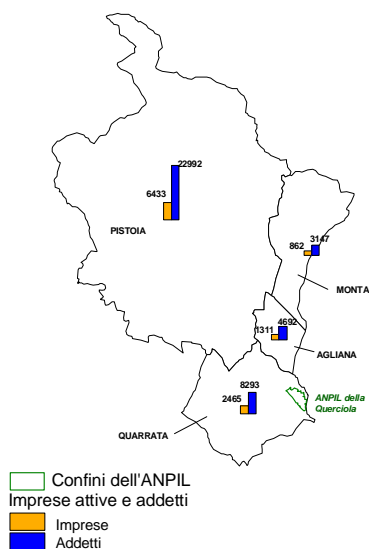 22992
6433
PISTOIA
3147
862
MONTA
4692
1311
AGLIANA
8293
2465
ANPIL della
Querciola
QUARRATA
Confini dell'ANPIL
Imprese attive e addetti
Imprese
Addetti